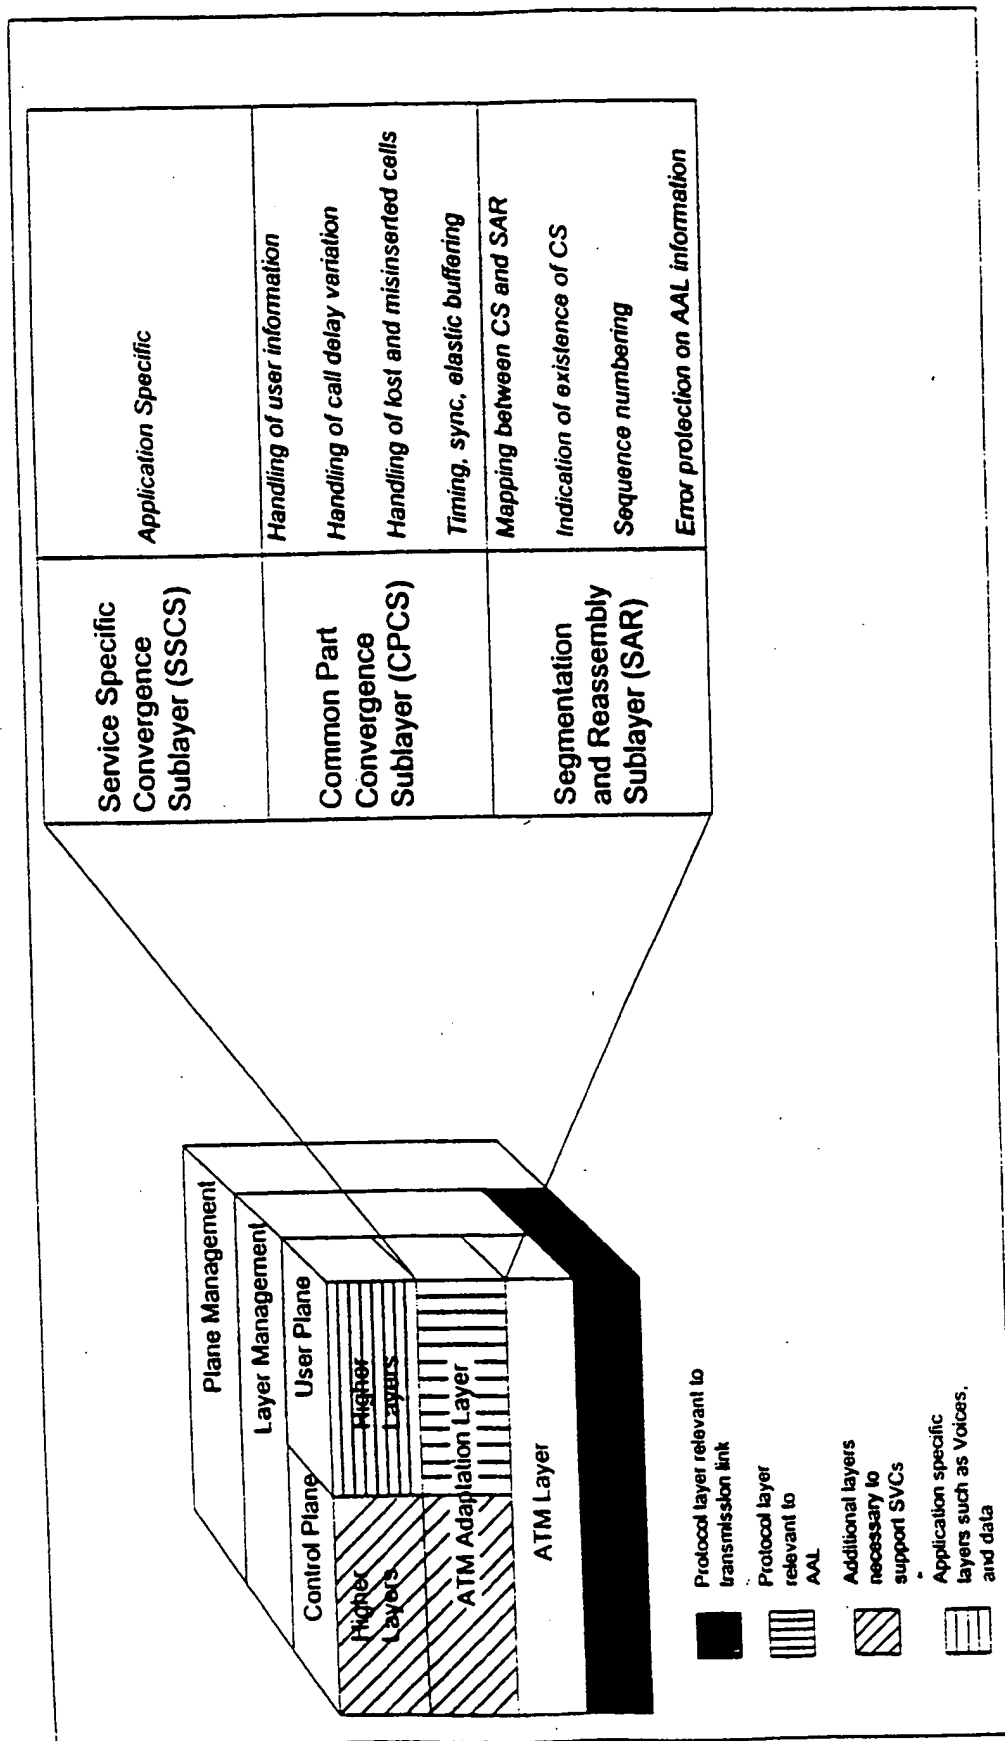 Plane Management
Layer Management
Control Plane
User Plane
Higher
Layers
Higher
Layers
ATM Adaptation Layer
ATM Layer
Service Specific
Convergence
Sublayer (SSCS)
Application Specific
Common Part
Convergence
Sublayer (CPCS)
Handling of user information
Handling of call delay variation
Handling of lost and misinserted cells
Timing, sync, elastic buffering
Segmentation
and Reassembly
Sublayer (SAR)
Mapping between CS and SAR
Indication of existence of CS
Sequence numbering
Error protection on AAL information
Protocol layer relevant to
transmission link
Protocol layer
relevant to
AAL
Additional layers
necessary to
support SVCs
Application specific
layers such as Voices,
and data